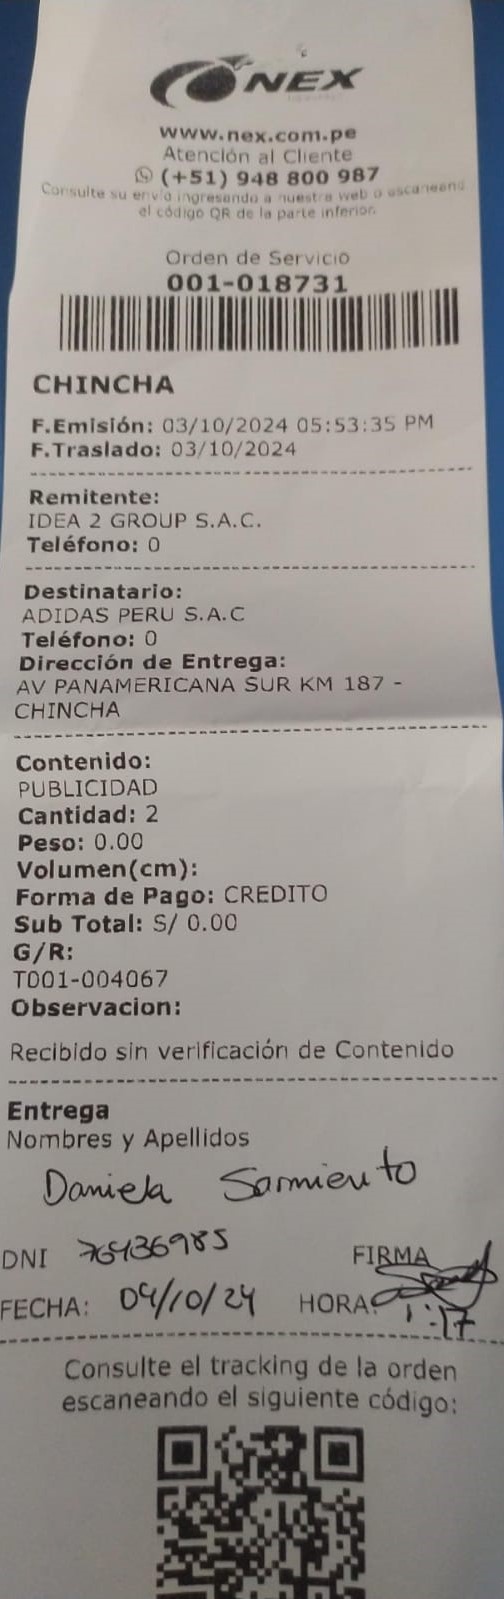 NEX
www.nex.com.pe
Atención al Cliente
(+51) 948 800 987
Consulte su envío ingresando a nuestra web o escaneand
el código QR de la parte inferior.
Orden de Servicio
001-018731
CHINCHA
F.Emisión: 03/10/2024 05:53:35 PM
F.Traslado: 03/10/2024
Remitente:
IDEA 2 GROUP S.A.C.
Teléfono: 0
Destinatario:
ADIDAS PERU S.A.C
Teléfono: 0
Dirección de Entrega:
AV PANAMERICANA SUR KM 187 -
CHINCHA
Contenido:
PUBLICIDAD
Cantidad: 2
Peso: 0.00
Volumen(cm):
Forma de Pago: CREDITO
Sub Total: S/ 0.00
G/R:
T001-004067
Observacion:
Recibido sin verificación de Contenido
Entrega
Nombres y Apellidos
Daniela Sarmiento
DNI 76436985 FIRMA
FECHA: 04/10/24 HORA: 1:17
Consulte el tracking de la orden
escaneando el siguiente código: